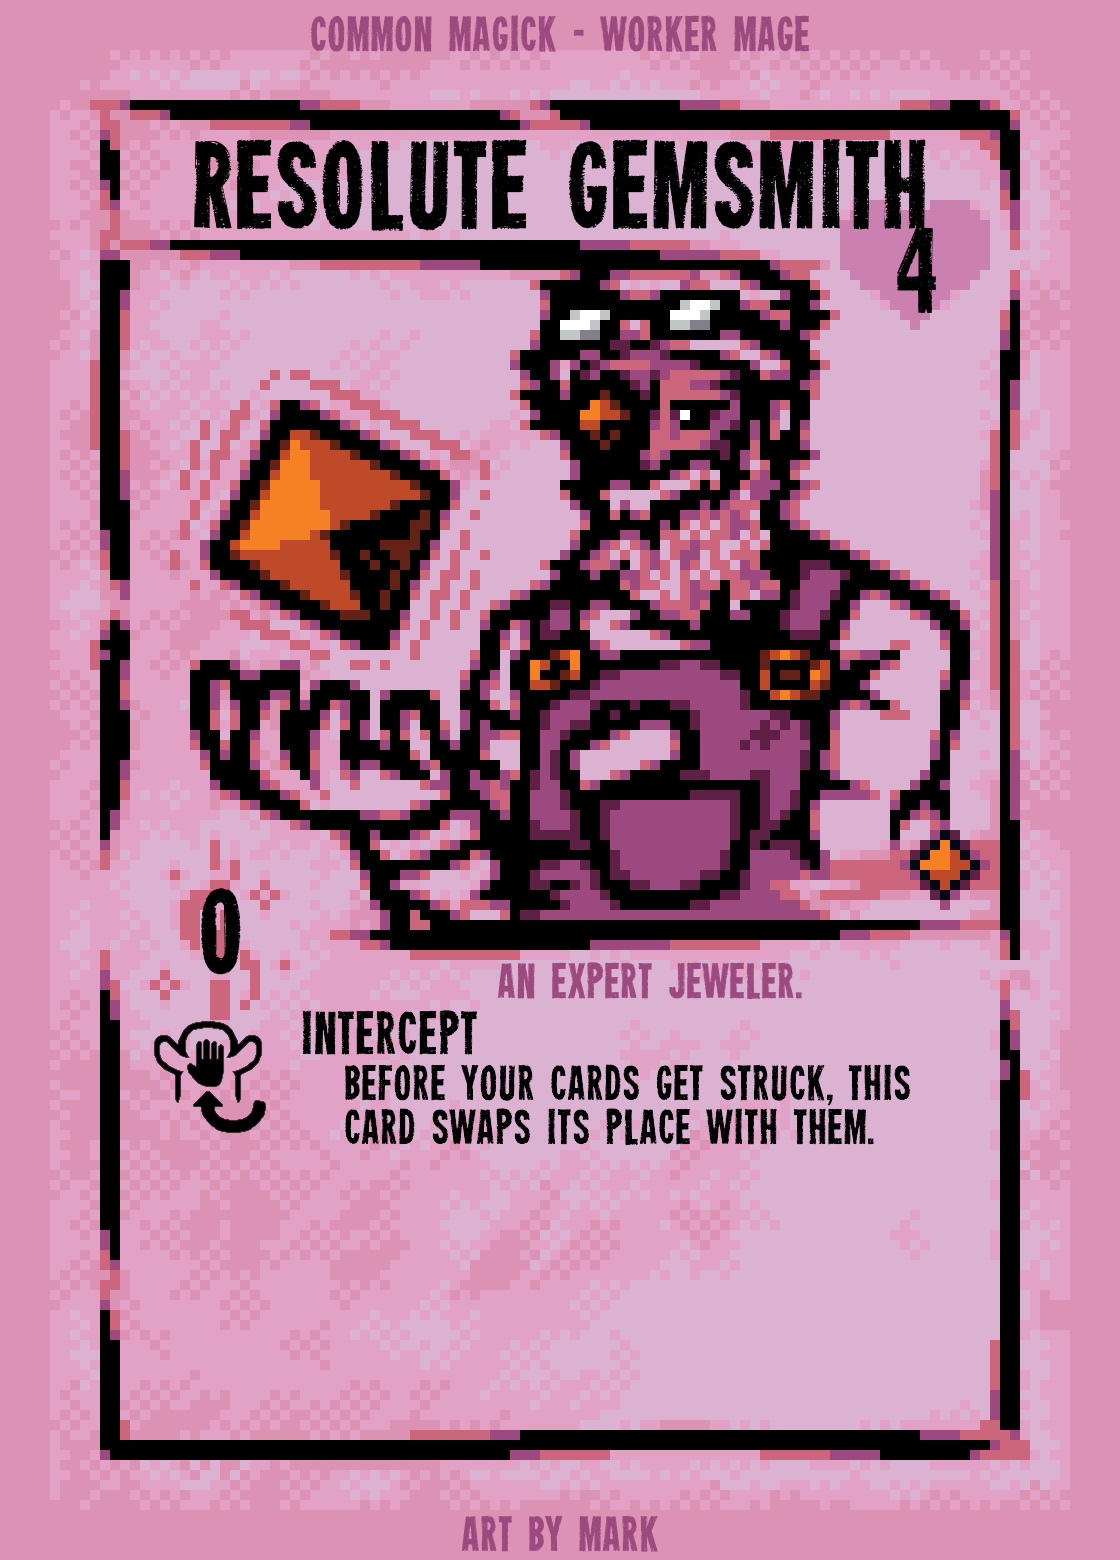 COMMON MAGICK - WORKER MAGE
RESOLUTE GEMSMITH
4
0
AN EXPERT JEWELER.
INTERCEPT
BEFORE YOUR CARDS GET STRUCK, THIS
CARD SWAPS ITS PLACE WITH THEM.
ART BY MARK